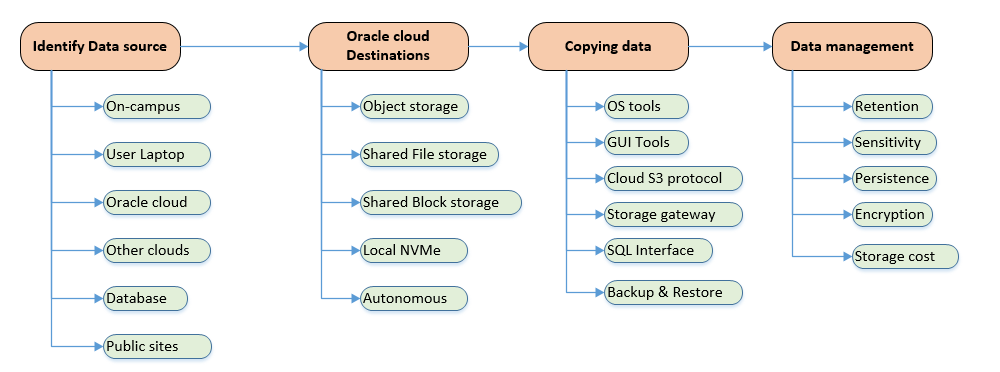 Identify Data source
On-campus
User Laptop
Oracle cloud
Other clouds
Database
Public sites
Oracle cloud
Destinations
Object storage
Shared File storage
Shared Block storage
Local NVMe
Autonomous
Copying data
OS tools
GUI Tools
Cloud S3 protocol
Storage gateway
SQL Interface
Backup & Restore
Data management
Retention
Sensitivity
Persistence
Encryption
Storage cost